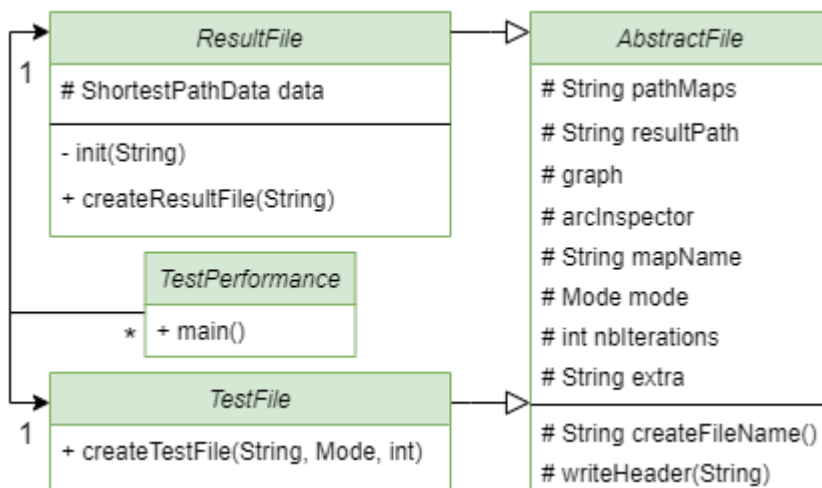 ResultFile
1
# ShortestPathData data
- init(String)
+ createResultFile(String)
TestPerformance
*
+ main()
TestFile
1
+ createTestFile(String, Mode, int)
AbstractFile
# String pathMaps
# String resultPath
# graph
# arcInspector
# String mapName
# Mode mode
# int nbIterations
# String extra
# String createFileName()
# writeHeader(String)